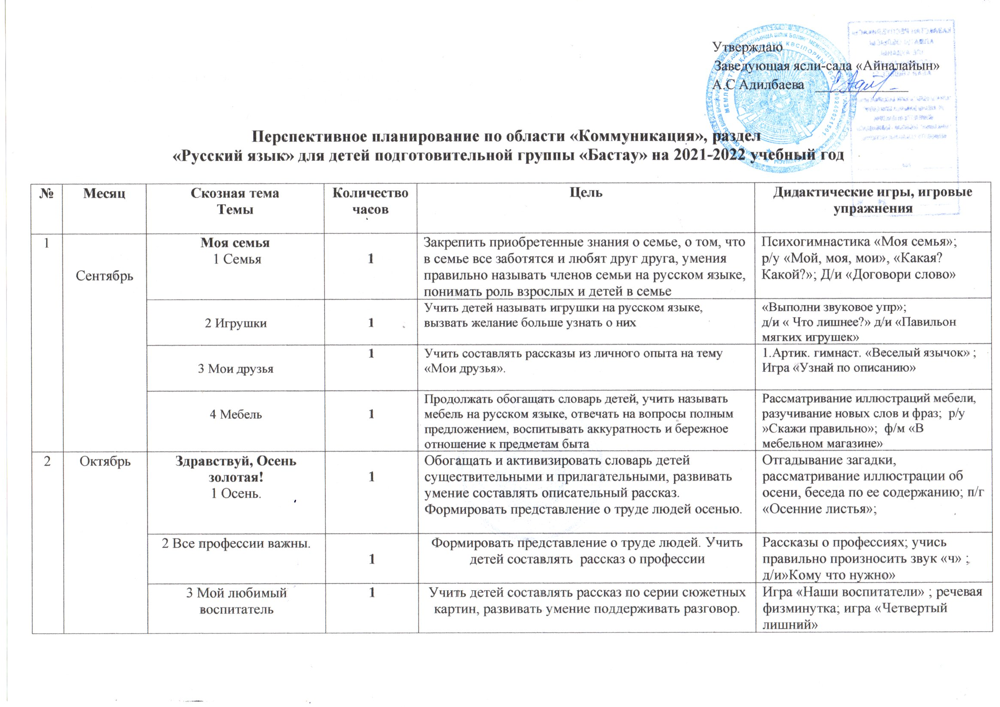 Утверждаю
Заведующая ясли-сада «Айналайын»
А.С Адилбаева
Перспективное планирование по области «Коммуникация», раздел
«Русский язык» для детей подготовительной группы «Бастау» на 2021-2022 учебный год
№
Месяц
Скозная тема
Темы
Количество
часов
Цель
Дидактические игры, игровые
упражнения
1
Сентябрь
Моя семья
1 Семья
1
Закрепить приобретенные знания о семье, о том, что
в семье все заботятся и любят друг друга, умения
правильно называть членов семьи на русском языке,
понимать роль взрослых и детей в семье
Психогимнастика «Моя семья»;
р/у «Мой, моя, мои», «Какая?
Какой?»; Д/и «Договори слово»
2 Игрушки
1
Учить детей называть игрушки на русском языке,
вызвать желание больше узнать о них
«Выполни звуковое упр»;
д/и « Что лишнее?» д/и «Павильон
мягких игрушек»
3 Мои друзья
1
Учить составлять рассказы из личного опыта на тему
«Мои друзья».
1.Артик. гимнаст. «Веселый язычок» ;
Игра «Узнай по описанию»
4 Мебель
1
Продолжать обогащать словарь детей, учить называть
мебель на русском языке, отвечать на вопросы полным
предложением, воспитывать аккуратность и бережное
отношение к предметам быта
Рассматривание иллюстраций мебели,
разучивание новых слов и фраз; р/у
»Скажи правильно»; ф/м «В
мебельном магазине»
2
Октябрь
Здравствуй, Осень
золотая!
1 Осень.
1
Обогащать и активизировать словарь детей
существительными и прилагательными, развивать
умение составлять описательный рассказ.
Формировать представление о труде людей осенью.
Отгадывание загадки,
рассматривание иллюстрации об
осени, беседа по ее содержанию; п/г
«Осенние листья»;
2 Все профессии важны.
1
Формировать представление о труде людей. Учить
детей составлять рассказ о профессии
Рассказы о профессиях; учись
правильно произносить звук «ч» ;
д/и»Кому что нужно»
3 Мой любимый
воспитатель
1
Учить детей составлять рассказ по серии сюжетных
картин, развивать умение поддерживать разговор.
Игра «Наши воспитатели» ; речевая
физминутка; игра «Четвертый
лишний»